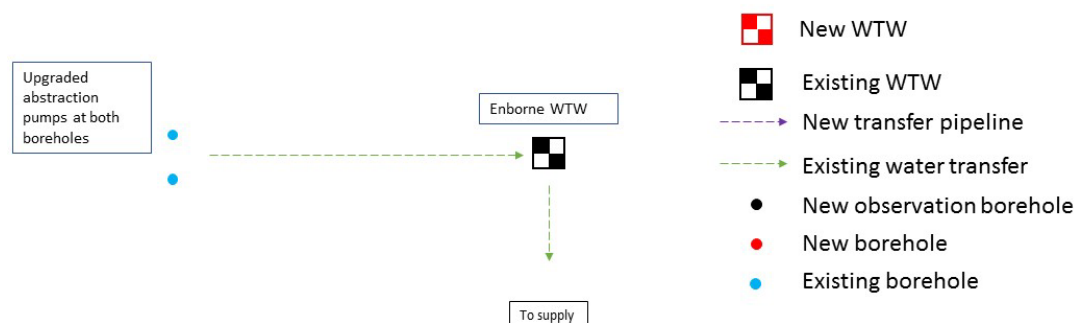 Upgraded
abstraction
pumps at both
boreholes
Enborne WTW
To supply
New WTW
Existing WTW
New transfer pipeline
Existing water transfer
New observation borehole
New borehole
Existing borehole